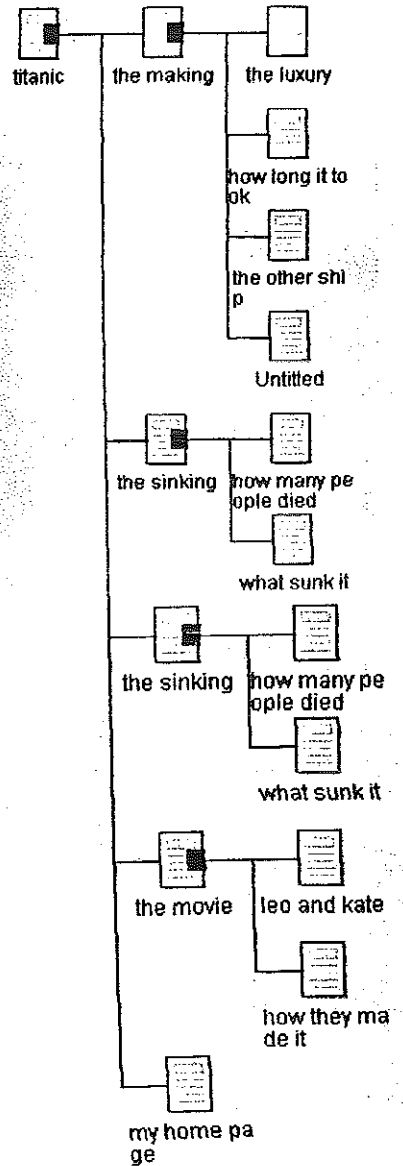 titanic
the making
the luxury
how long it to
ok
the other shi
p
Untitled
the sinking
how many pe
ople died
what sunk it
the sinking
how many pe
ople died
what sunk it
the movie
leo and kate
how they ma
de it
my home pa
ge